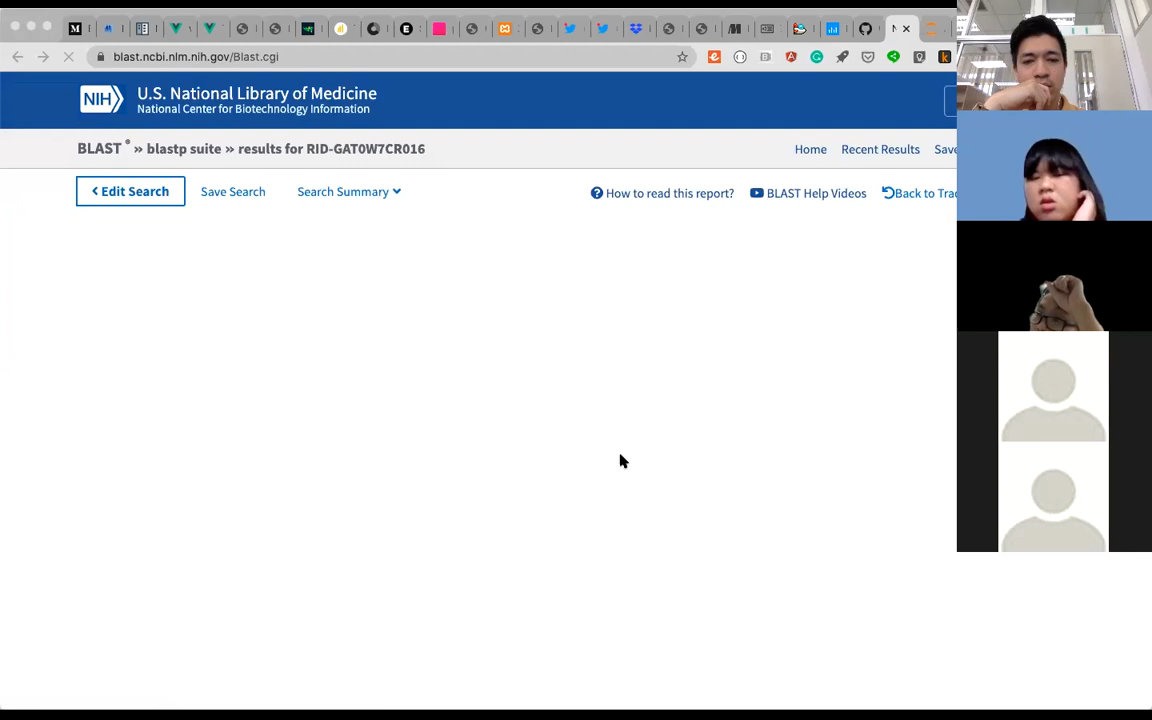 blast.ncbi.nlm.nih.gov/Blast.cgi
NIH
U.S. National Library of Medicine
National Center for Biotechnology Information
BLAST ® » blastp suite » results for RID-GAT0W7CR016
Home Recent Results Save
Edit Search Save Search Search Summary
How to read this report? BLAST Help Videos Back to Trad